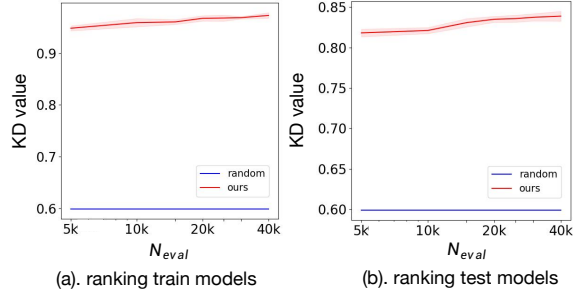 0.9
0.8
0.7
0.6
KD value
random
ours
5k 10k 20k 40k
N_eval
(a). ranking train models
0.85
0.80
0.75
0.70
0.65
0.60
KD value
random
ours
5k 10k 20k 40k
N_eval
(b). ranking test models